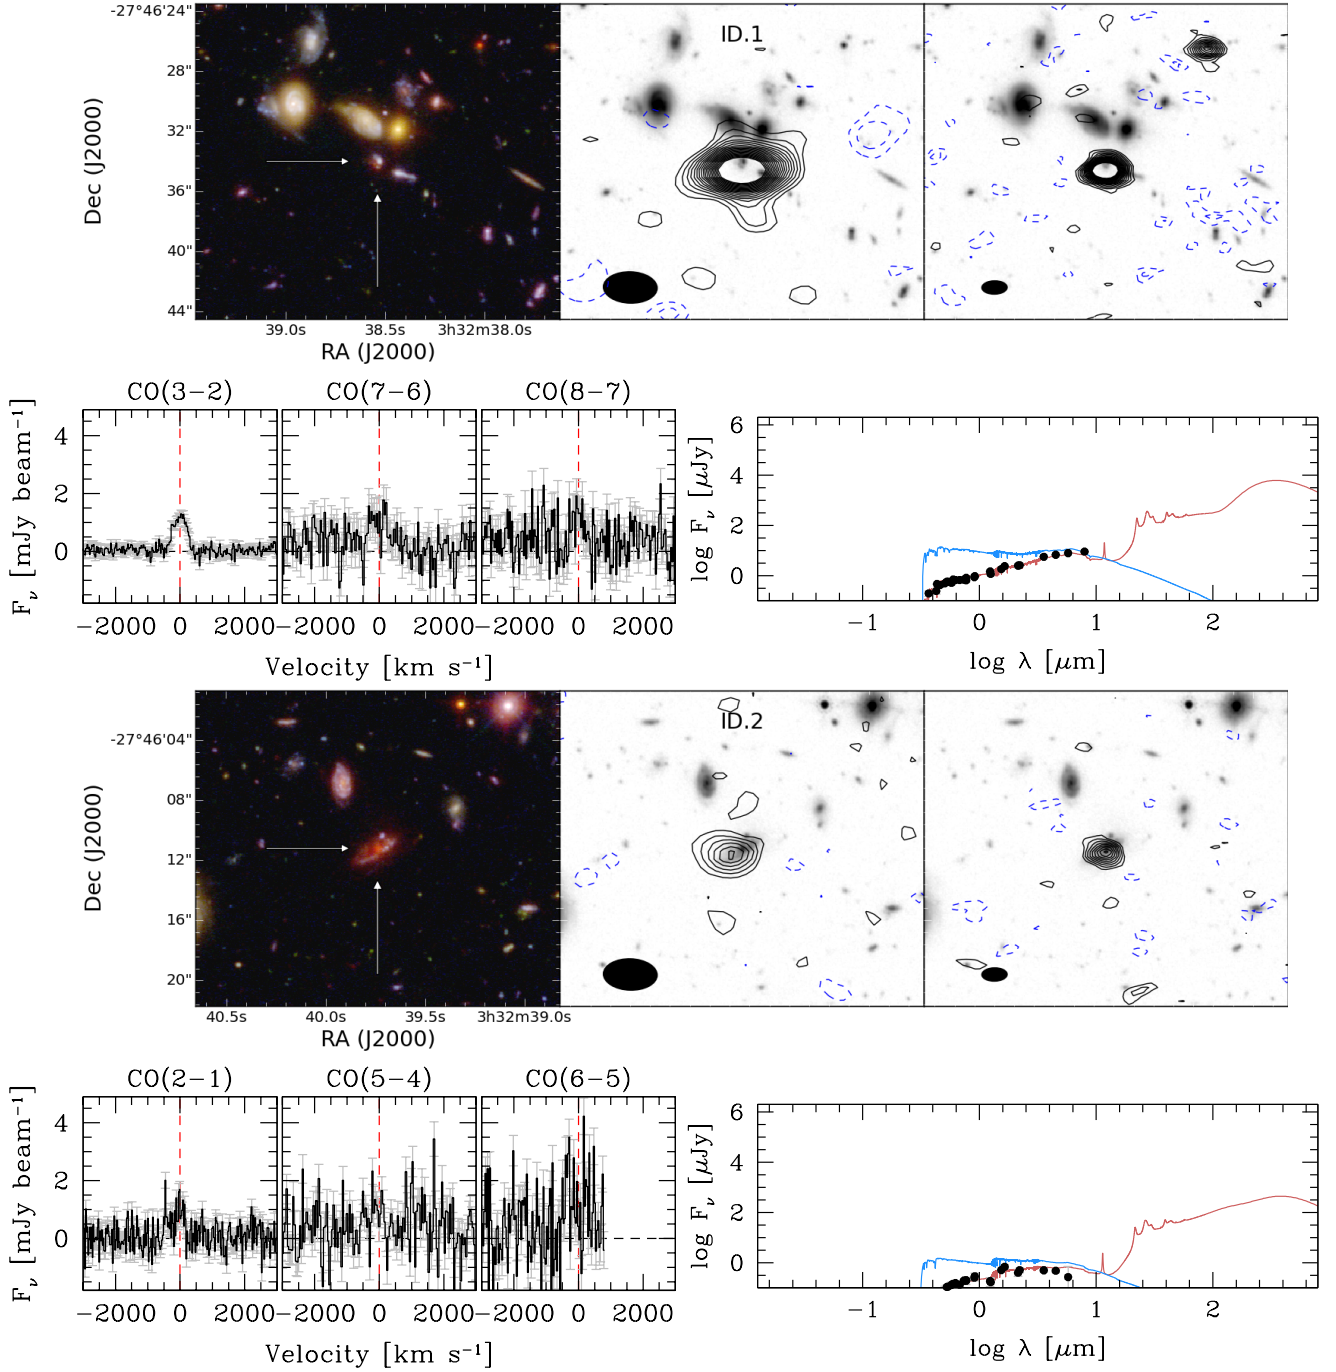 -27°46'24"
28"
32"
36"
40"
44"
Dec (J2000)
39.0s 38.5s 3h32m38.0s
RA (J2000)
ID.1
CO(3−2) CO(7−6) CO(8−7)
4
2
0
Fν [mJy beam⁻¹]
−2000 0 2000 −2000 0 2000 −2000 0 2000
Velocity [km s⁻¹]
6
4
2
0
log Fν [μJy]
−1 0 1 2
log λ [μm]
-27°46'04"
08"
12"
16"
20"
Dec (J2000)
40.5s 40.0s 39.5s 3h32m39.0s
RA (J2000)
ID.2
CO(2−1) CO(5−4) CO(6−5)
4
2
0
Fν [mJy beam⁻¹]
−2000 0 2000 −2000 0 2000 −2000 0 2000
Velocity [km s⁻¹]
6
4
2
0
log Fν [μJy]
−1 0 1 2
log λ [μm]